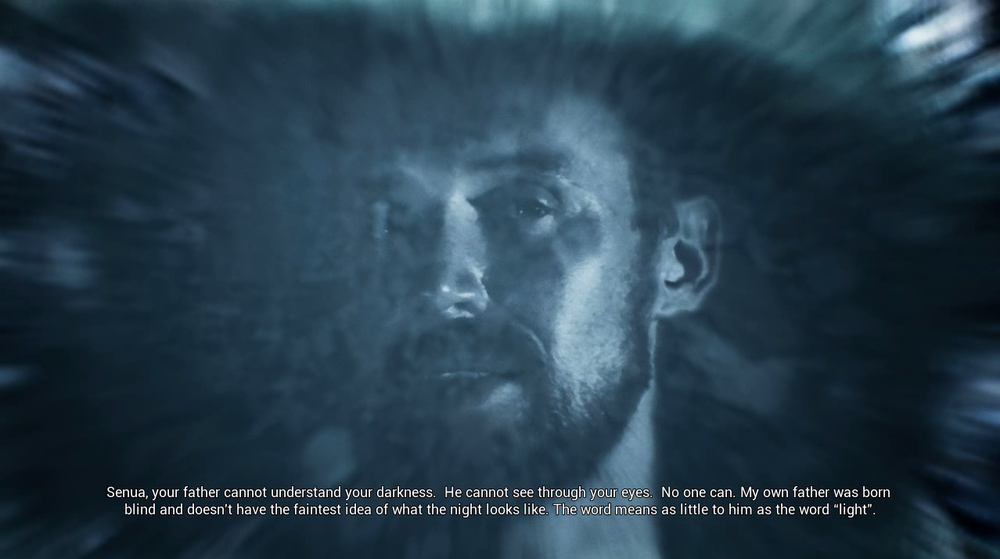 Senua, your father cannot understand your darkness.  He cannot see through your eyes.  No one can. My own father was born
blind and doesn't have the faintest idea of what the night looks like. The word means as little to him as the word “light”.